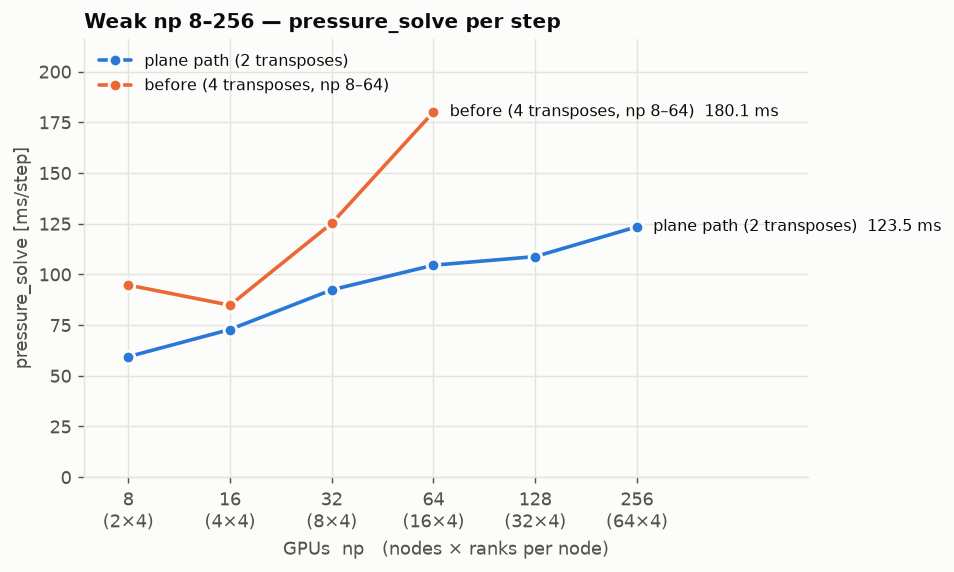 Weak np 8–256 — pressure_solve per step
plane path (2 transposes)
before (4 transposes, np 8–64)
before (4 transposes, np 8–64)  180.1 ms
plane path (2 transposes)  123.5 ms
pressure_solve [ms/step]
200
175
150
125
100
75
50
25
0
8 16 32 64 128 256
(2×4) (4×4) (8×4) (16×4) (32×4) (64×4)
GPUs  np   (nodes × ranks per node)